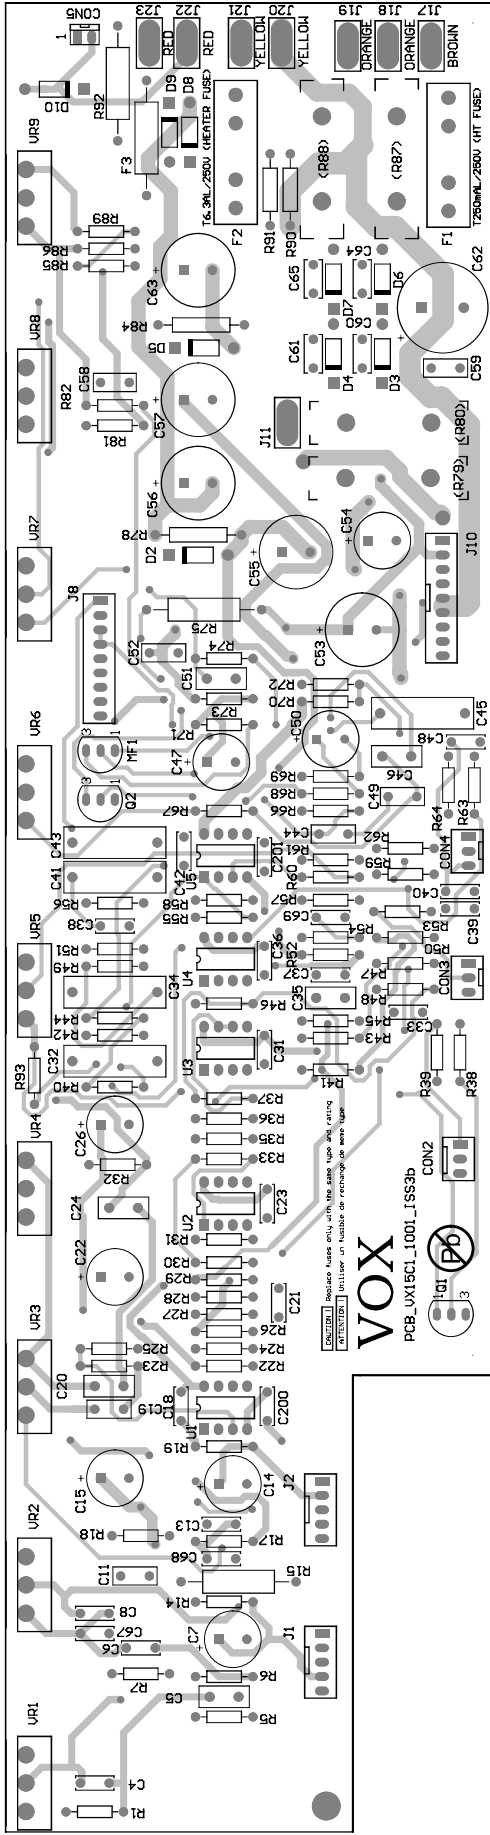 CON5
1
J23
RED
J22
RED
J21
YELLOW
J20
YELLOW
J19
ORANGE
J18
ORANGE
J17
BROWN
D10
R92
D9
D8
F3
T6.3AL/250V (HEATER FUSE)
F2
(R88)
(R87)
T250mAL/250V (HT FUSE)
F1
VR9
R91
R90
R89
R86
R85
C63
+
C65
C64
D7
D6
C62
+
VR8
R84
D5
C61
C60
D4
D3
C59
R82
C58
R81
C57
+
J11
(R80)
(R79)
C56
+
VR7
R78
D2
C55
+
C54
+
J10
J8
R75
C53
+
C52
R74
C51
VR6
R73
R71
R72
R70
C50
+
C45
C48
3
MF1
1
C47
+
C46
3
Q2
1
R69
R68
C49
R67
R66
R64
R63
C43
C42
C201
C44
R62
R61
CON4
C41
U5
R60
R59
R56
R58
R57
C40
C39
VR5
C38
R55
C69
R54
R53
R51
R49
C36
R52
R50
U4
C37
R47
CON3
C34
R46
C35
R48
R44
R42
R45
C33
R43
C32
C31
U3
R41
R93
R40
R39
R38
VR4
C26
+
R37
R36
R35
R33
R32
CON2
C24
C23
U2
C22
+
R31
R30
R29
R28
R27
C21
R26
R24
R22
CAUTION ! Replace fuses only with the same type and rating
ATTENTION ! Utiliser un fusible de rechange de meme type
VOX
PCB_VX15C1_1001_ISS3b
Pb
1
Q1
3
VR3
R25
R23
C20
C19
C18
C200
U1
R19
C15
+
C14
+
J2
VR2
R18
C13
R17
C68
C11
R15
R14
C8
C67
C6
C7
+
J1
R7
R6
C5
R5
VR1
C4
R1